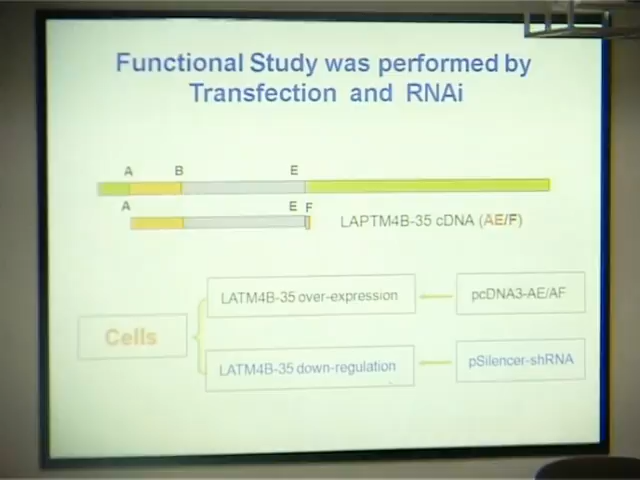 Functional Study was performed by
Transfection and RNAi
A B E
A E F LAPTM4B-35 cDNA (AE/F)
LATM4B-35 over-expression
pcDNA3-AE/AF
Cells
LATM4B-35 down-regulation
pSilencer-shRNA